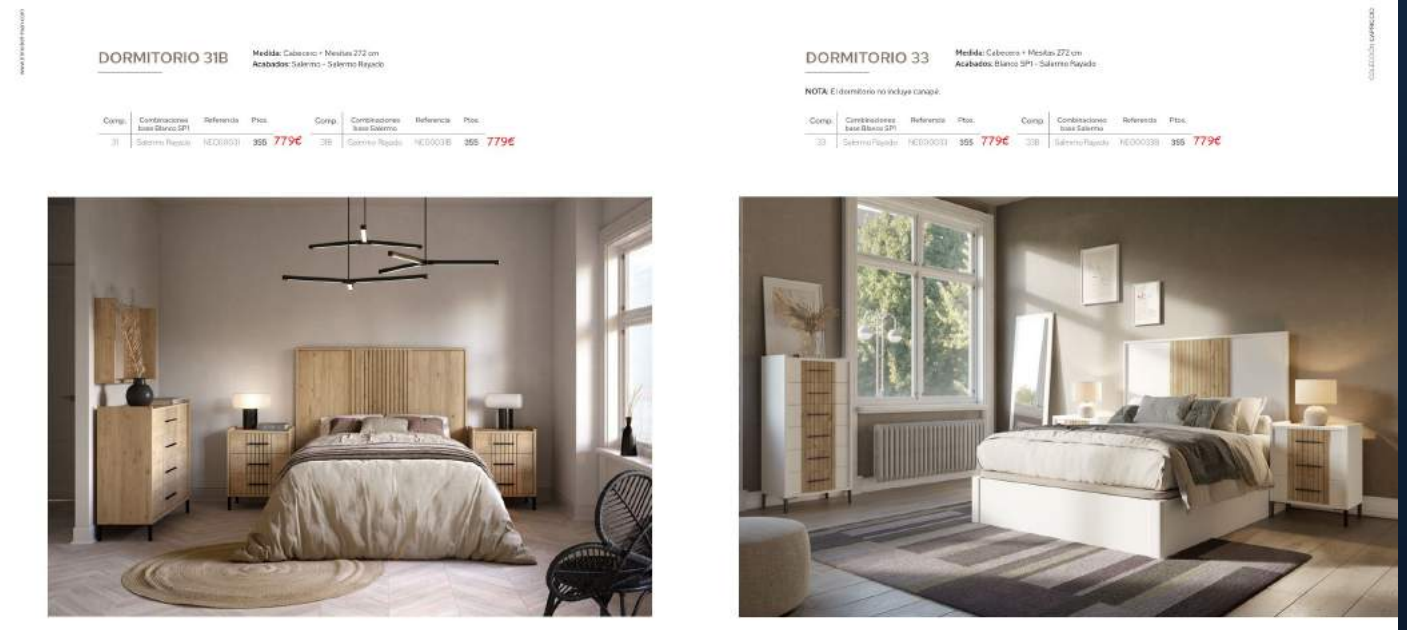 DORMITORIO 31B
Medida: Cabecero + Mesitas 272 cm
Acabados: Salermo - Salermo Rayado
Comp. Combinaciones base Blanco SP1 Referencia Ptos. Comp. Combinaciones base Salermo Referencia Ptos.
31 Salermo Rayado 355 779€ 31B Salermo Rayado 355 779€
DORMITORIO 33
Medida: Cabecero + Mesitas 272 cm
Acabados: Blanco SP1 - Salermo Rayado
NOTA: El dormitorio no incluye canapé.
Comp. Combinaciones base Blanco SP1 Referencia Ptos. Comp. Combinaciones base Salermo Referencia Ptos.
33 Salermo Rayado 355 779€ 33B Salermo Rayado 355 779€
COLECCIÓN CAPRICCIO